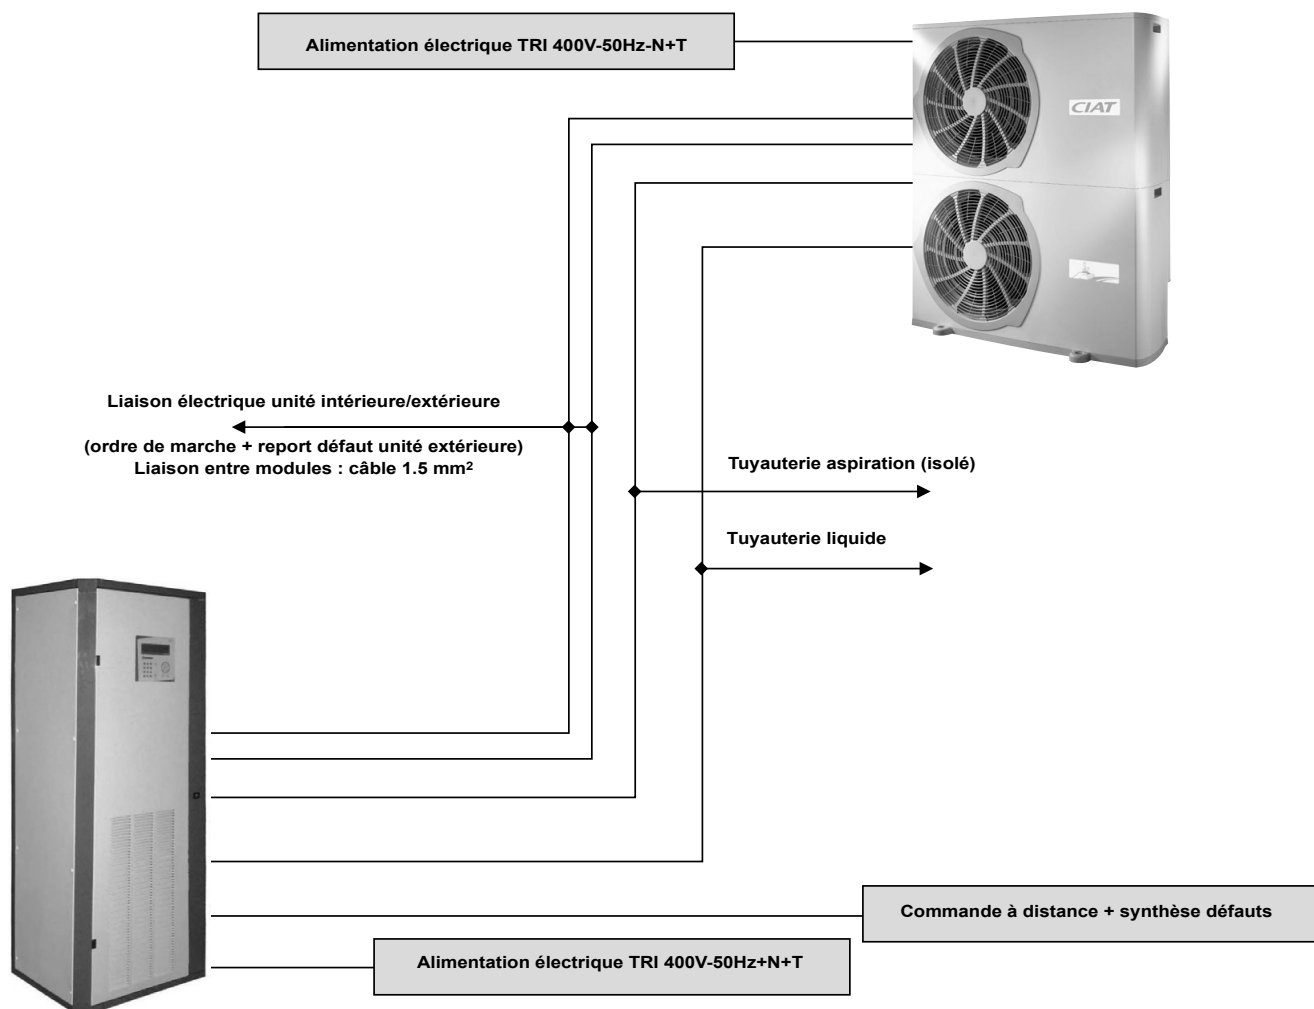 Alimentation électrique TRI 400V-50Hz-N+T
CIAT
Liaison électrique unité intérieure/extérieure
(ordre de marche + report défaut unité extérieure)
Liaison entre modules : câble 1.5 mm²
Tuyauterie aspiration (isolé)
Tuyauterie liquide
Commande à distance + synthèse défauts
Alimentation électrique TRI 400V-50Hz+N+T